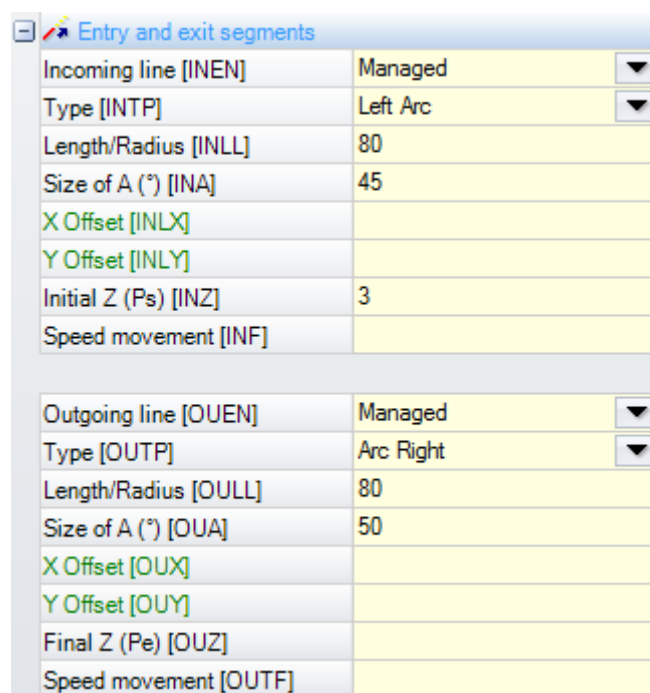 Entry and exit segments
Incoming line [INEN] Managed
Type [INTP] Left Arc
Length/Radius [INLL] 80
Size of A (°) [INA] 45
X Offset [INLX]
Y Offset [INLY]
Initial Z (Ps) [INZ] 3
Speed movement [INF]
Outgoing line [OUEN] Managed
Type [OUTP] Arc Right
Length/Radius [OULL] 80
Size of A (°) [OUA] 50
X Offset [OUX]
Y Offset [OUY]
Final Z (Pe) [OUZ]
Speed movement [OUTF]